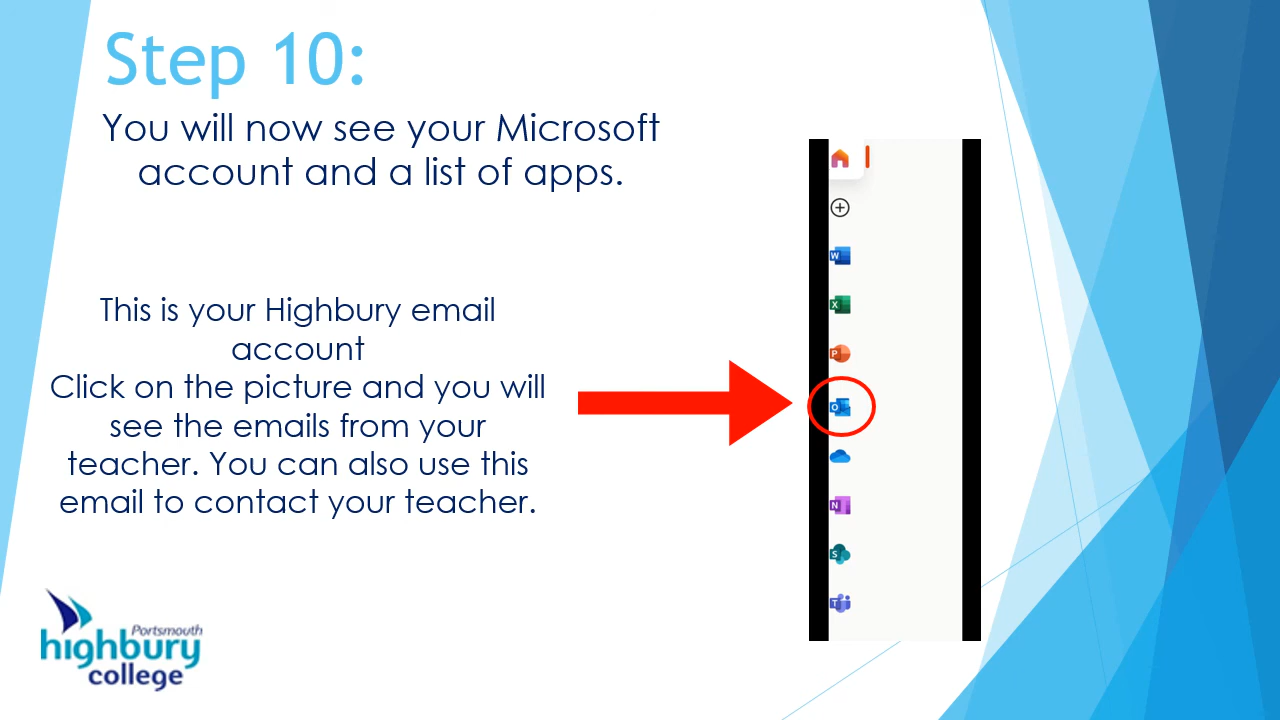 Step 10:
You will now see your Microsoft
account and a list of apps.
This is your Highbury email
account
Click on the picture and you will
see the emails from your
teacher. You can also use this
email to contact your teacher.
W
X
P
O
N
S
T
Portsmouth
highbury
college